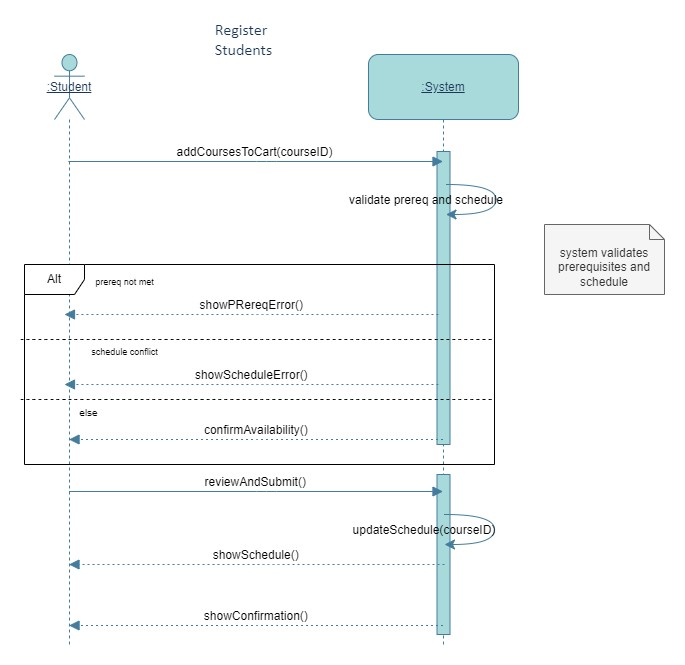 Register
Students
:Student
:System
addCoursesToCart(courseID)
validate prereq and schedule
system validates
prerequisites and
schedule
Alt
prereq not met
showPRereqError()
schedule conflict
showScheduleError()
else
confirmAvailability()
reviewAndSubmit()
updateSchedule(courseID)
showSchedule()
showConfirmation()